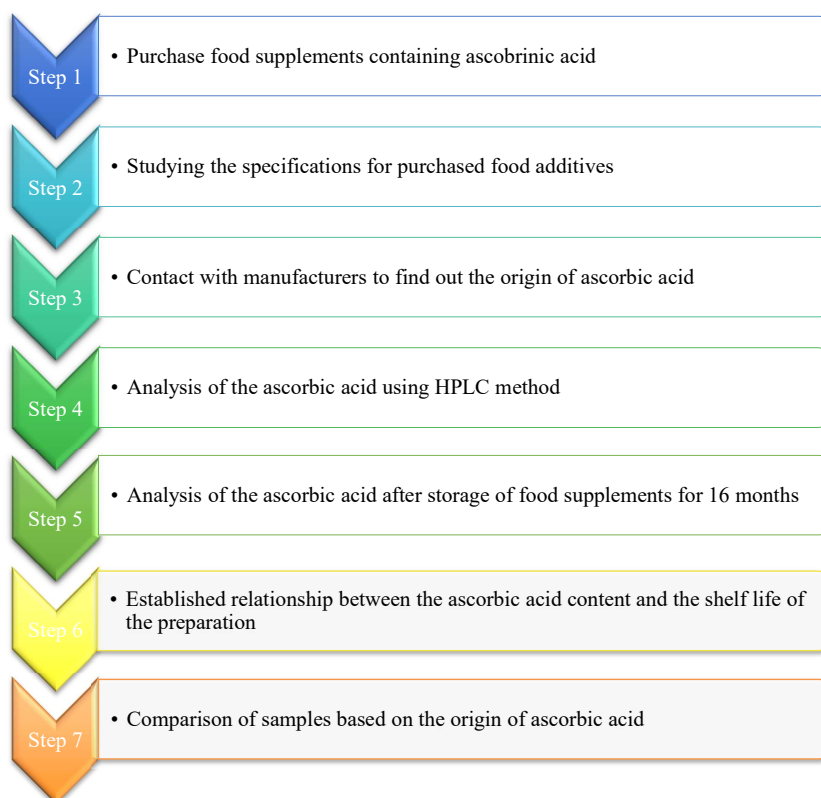 Step 1
• Purchase food supplements containing ascobrinic acid
Step 2
• Studying the specifications for purchased food additives
Step 3
• Contact with manufacturers to find out the origin of ascorbic acid
Step 4
• Analysis of the ascorbic acid using HPLC method
Step 5
• Analysis of the ascorbic acid after storage of food supplements for 16 months
Step 6
• Established relationship between the ascorbic acid content and the shelf life of
the preparation
Step 7
• Comparison of samples based on the origin of ascorbic acid